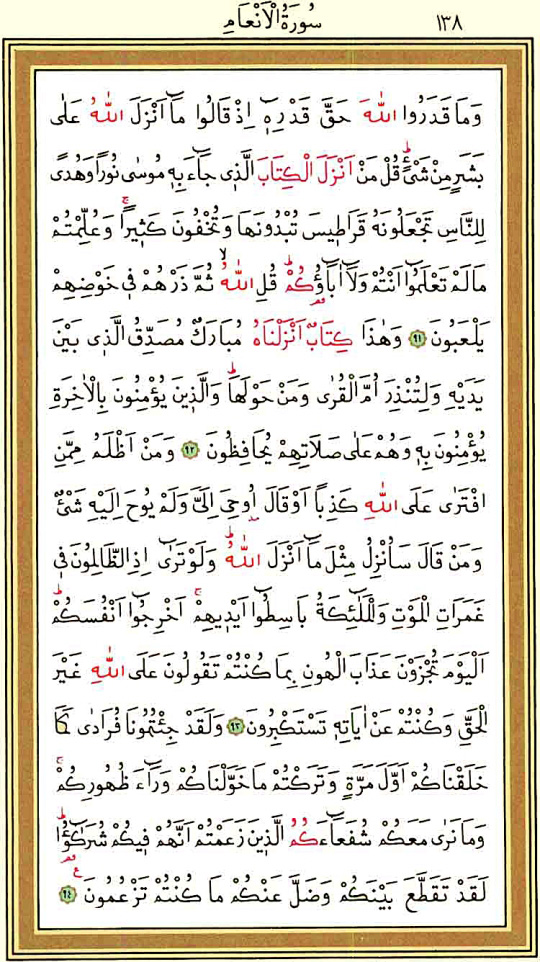 سُورَةُ الْاَنْعَامِ ١٣٨
وَمَا قَدَرُوا اللّٰهَ حَقَّ قَدْرِهِٓ اِذْ قَالُوا مَٓا اَنْزَلَ اللّٰهُ عَلٰى
بَشَرٍ مِنْ شَيْءٍۜ قُلْ مَنْ اَنْزَلَ الْكِتَابَ الَّذ۪ي جَٓاءَ بِه۪ مُوسٰى نُورًا وَهُدًى
لِلنَّاسِ تَجْعَلُونَهُ قَرَاط۪يسَ تُبْدُونَهَا وَتُخْفُونَ كَث۪يرًاۚ وَعُلِّمْتُمْ
مَا لَمْ تَعْلَمُٓوا اَنْتُمْ وَلَٓا اٰبَٓاؤُ۬كُمْۜ قُلِ اللّٰهُۙ ثُمَّ ذَرْهُمْ ف۪ي خَوْضِهِمْ
يَلْعَبُونَ ﴿٩١﴾ وَهٰذَا كِتَابٌ اَنْزَلْنَاهُ مُبَارَكٌ مُصَدِّقُ الَّذ۪ي بَيْنَ
يَدَيْهِ وَلِتُنْذِرَ اُمَّ الْقُرٰى وَمَنْ حَوْلَهَاۜ وَالَّذ۪ينَ يُؤْمِنُونَ بِالْاٰخِرَةِ
يُؤْمِنُونَ بِه۪ وَهُمْ عَلٰى صَلَاتِهِمْ يُحَافِظُونَ ﴿٩٢﴾ وَمَنْ اَظْلَمُ مِمَّنِ
افْتَرٰى عَلَى اللّٰهِ كَذِبًا اَوْ قَالَ اُو۫حِيَ اِلَيَّ وَلَمْ يُوحَ اِلَيْهِ شَيْءٌ
وَمَنْ قَالَ سَاُنْزِلُ مِثْلَ مَٓا اَنْزَلَ اللّٰهُۜ وَلَوْ تَرٰٓى اِذِ الظَّالِمُونَ ف۪ي
غَمَرَاتِ الْمَوْتِ وَالْمَلٰٓئِكَةُ بَاسِطُٓوا اَيْد۪يهِمْۚ اَخْرِجُٓوا اَنْفُسَكُمْۜ
اَلْيَوْمَ تُجْزَوْنَ عَذَابَ الْهُونِ بِمَا كُنْتُمْ تَقُولُونَ عَلَى اللّٰهِ غَيْرَ
الْحَقِّ وَكُنْتُمْ عَنْ اٰيَاتِه۪ تَسْتَكْبِرُونَ ﴿٩٣﴾ وَلَقَدْ جِئْتُمُونَا فُرَادٰى كَمَا
خَلَقْنَاكُمْ اَوَّلَ مَرَّةٍ وَتَرَكْتُمْ مَا خَوَّلْنَاكُمْ وَرَٓاءَ ظُهُورِكُمْۚ
وَمَا نَرٰى مَعَكُمْ شُفَعَٓاءَكُمُ الَّذ۪ينَ زَعَمْتُمْ اَنَّهُمْ ف۪يكُمْ شُرَكٰٓؤُ۬اۜ
لَقَدْ تَقَطَّعَ بَيْنَكُمْ وَضَلَّ عَنْكُمْ مَا كُنْتُمْ تَزْعُمُونَ ﴿٩٤﴾